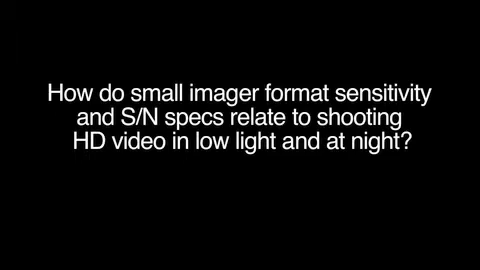 How do small imager format sensitivity
and S/N specs relate to shooting
HD video in low light and at night?